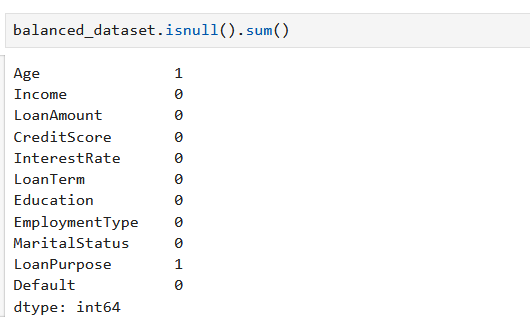 balanced_dataset.isnull().sum()
Age 1
Income 0
LoanAmount 0
CreditScore 0
InterestRate 0
LoanTerm 0
Education 0
EmploymentType 0
MaritalStatus 0
LoanPurpose 1
Default 0
dtype: int64